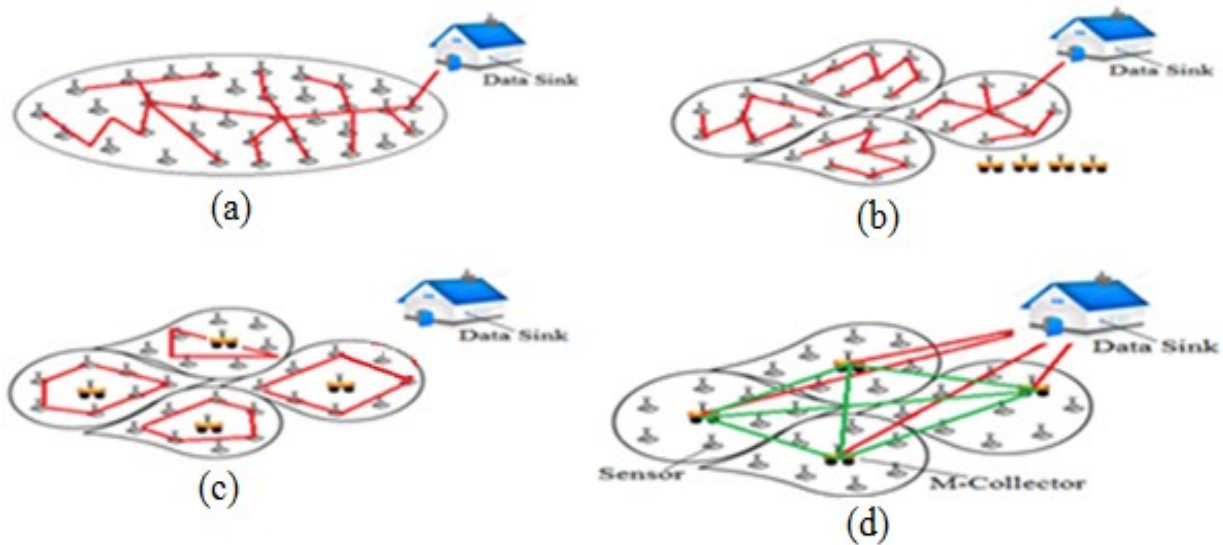 Data Sink
Data Sink
(a)
(b)
Data Sink
Data Sink
Sensor
M-Collector
(c)
(d)